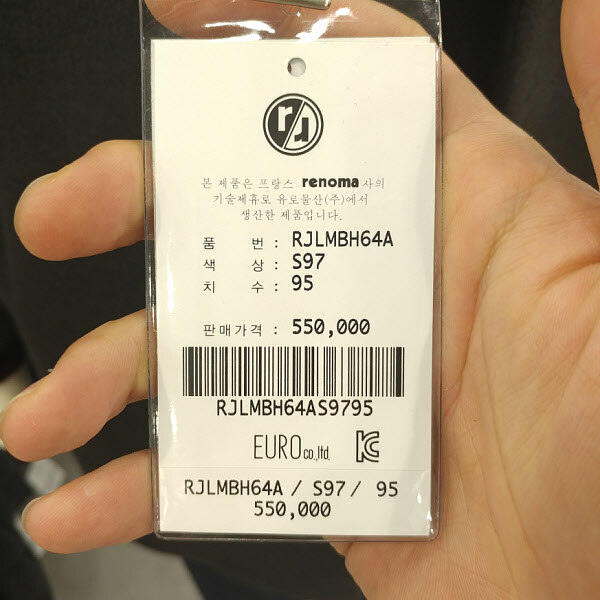 rr
본 제품은 프랑스 renoma 사의
기술제휴로 유로물산(주)에서
생산한 제품입니다.
품 번 : RJLMBH64A
색 상 : S97
치 수 : 95
판매가격 : 550,000
RJLMBH64AS9795
EURO co.,ltd. KC
RJLMBH64A / S97 / 95
550,000